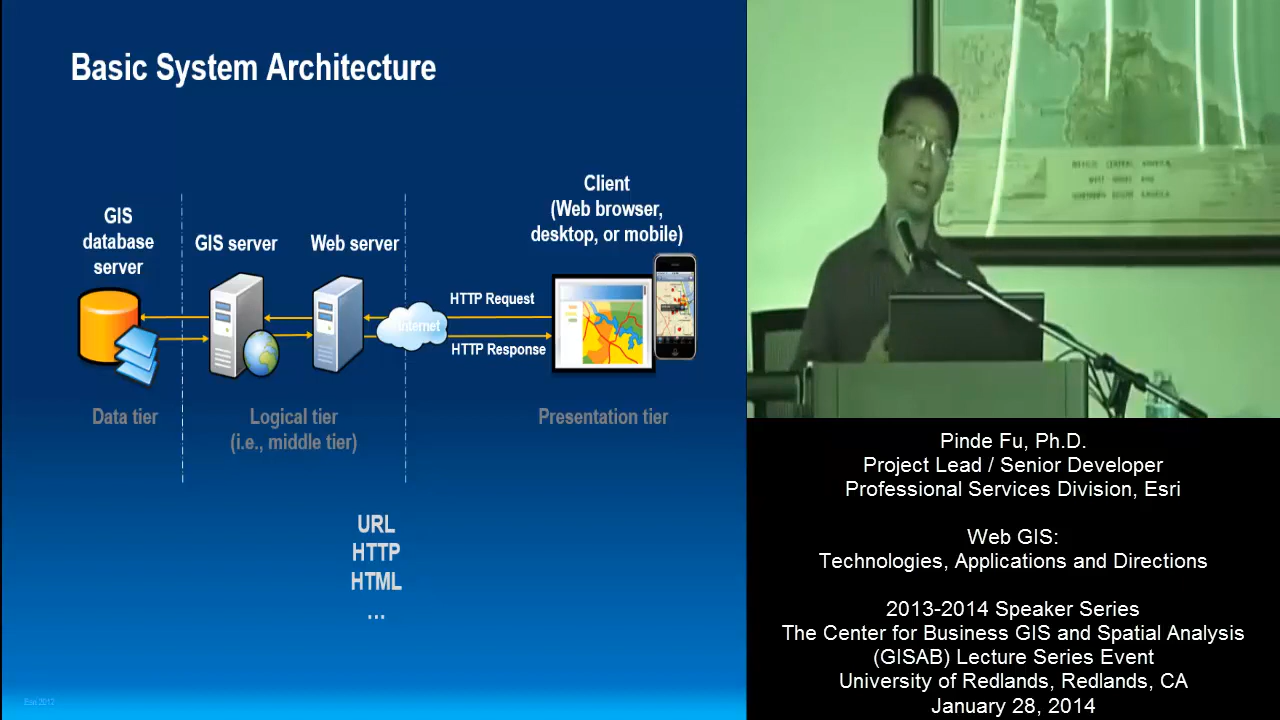 Basic System Architecture
GIS
database
server
GIS server
Web server
Client
(Web browser,
desktop, or mobile)
HTTP Request
Internet
HTTP Response
Data tier
Logical tier
(i.e., middle tier)
Presentation tier
URL
HTTP
HTML
...
Esri 2012
Pinde Fu, Ph.D.
Project Lead / Senior Developer
Professional Services Division, Esri
Web GIS:
Technologies, Applications and Directions
2013-2014 Speaker Series
The Center for Business GIS and Spatial Analysis
(GISAB) Lecture Series Event
University of Redlands, Redlands, CA
January 28, 2014